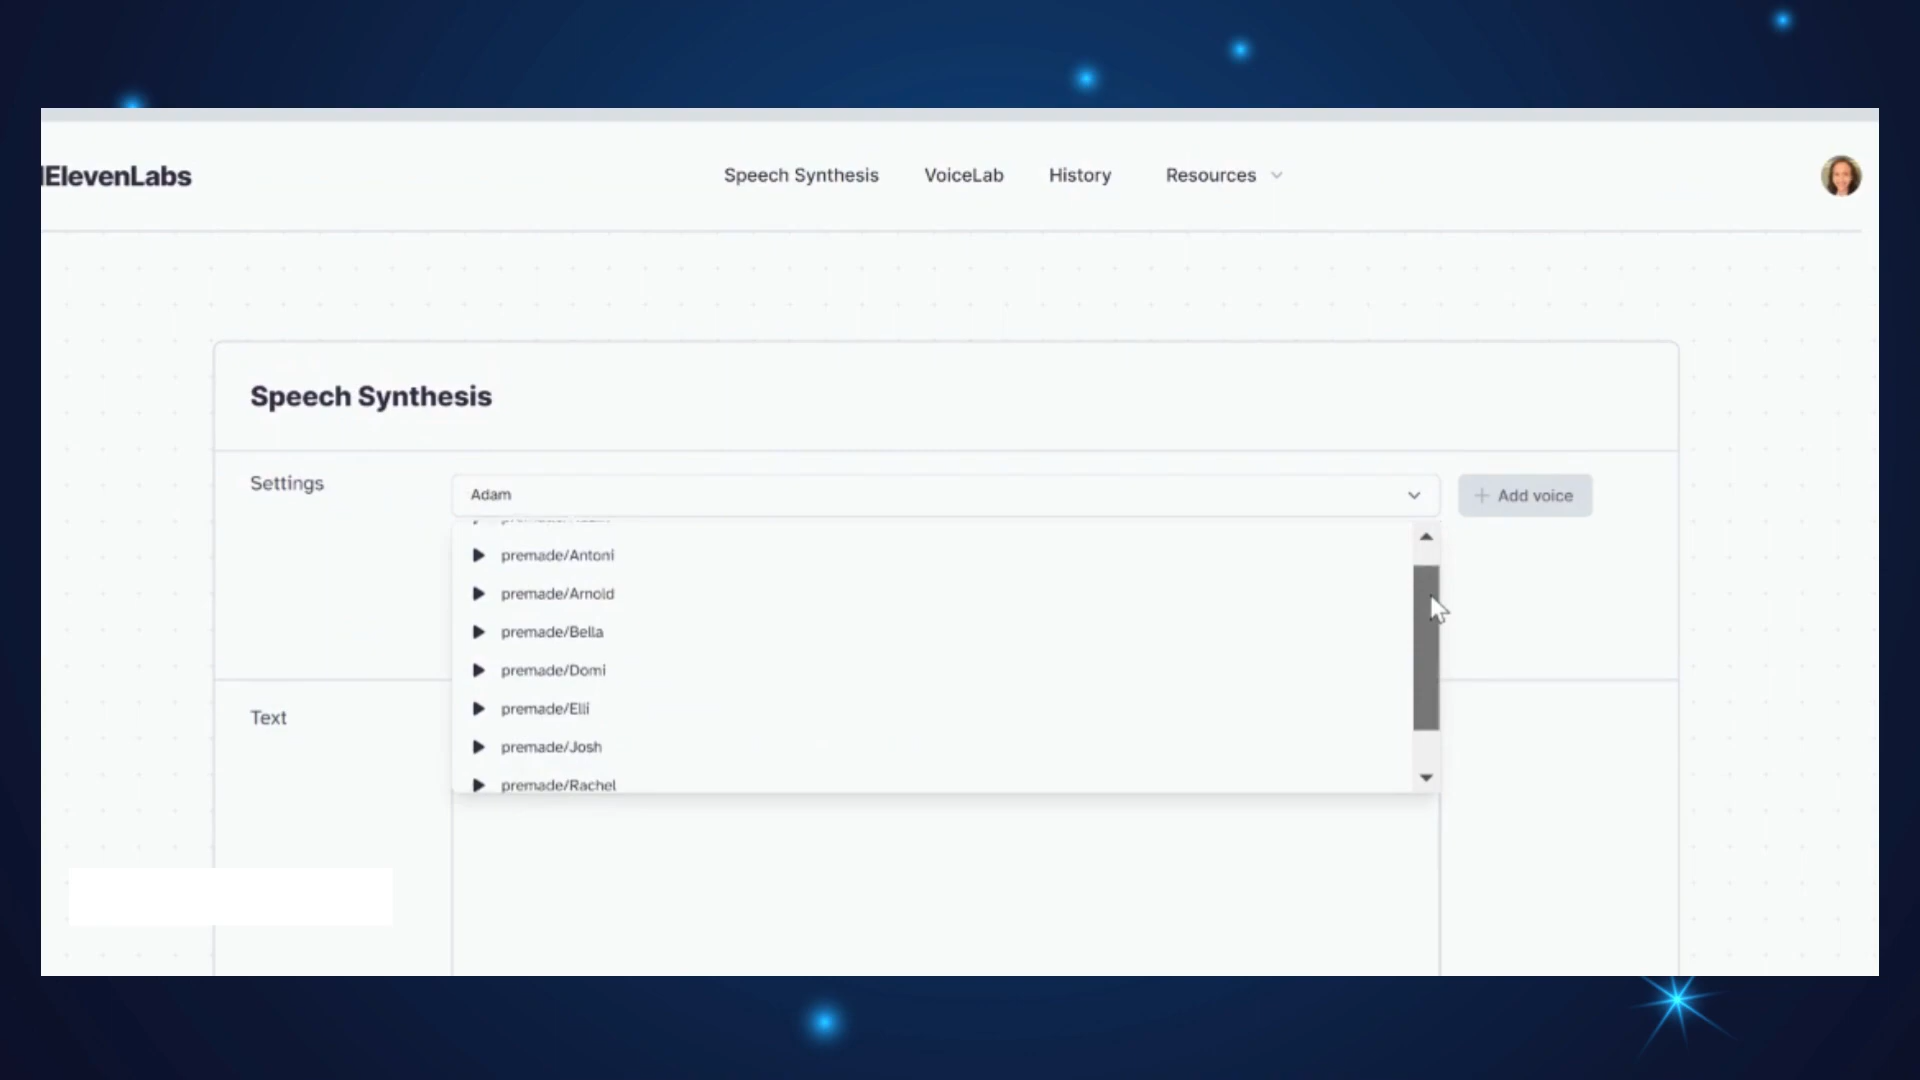 IElevenLabs
Speech Synthesis VoiceLab History Resources
Speech Synthesis
Settings
Adam
+ Add voice
premade/Antoni
premade/Arnold
premade/Bella
premade/Domi
premade/Elli
premade/Josh
premade/Rachel
Text